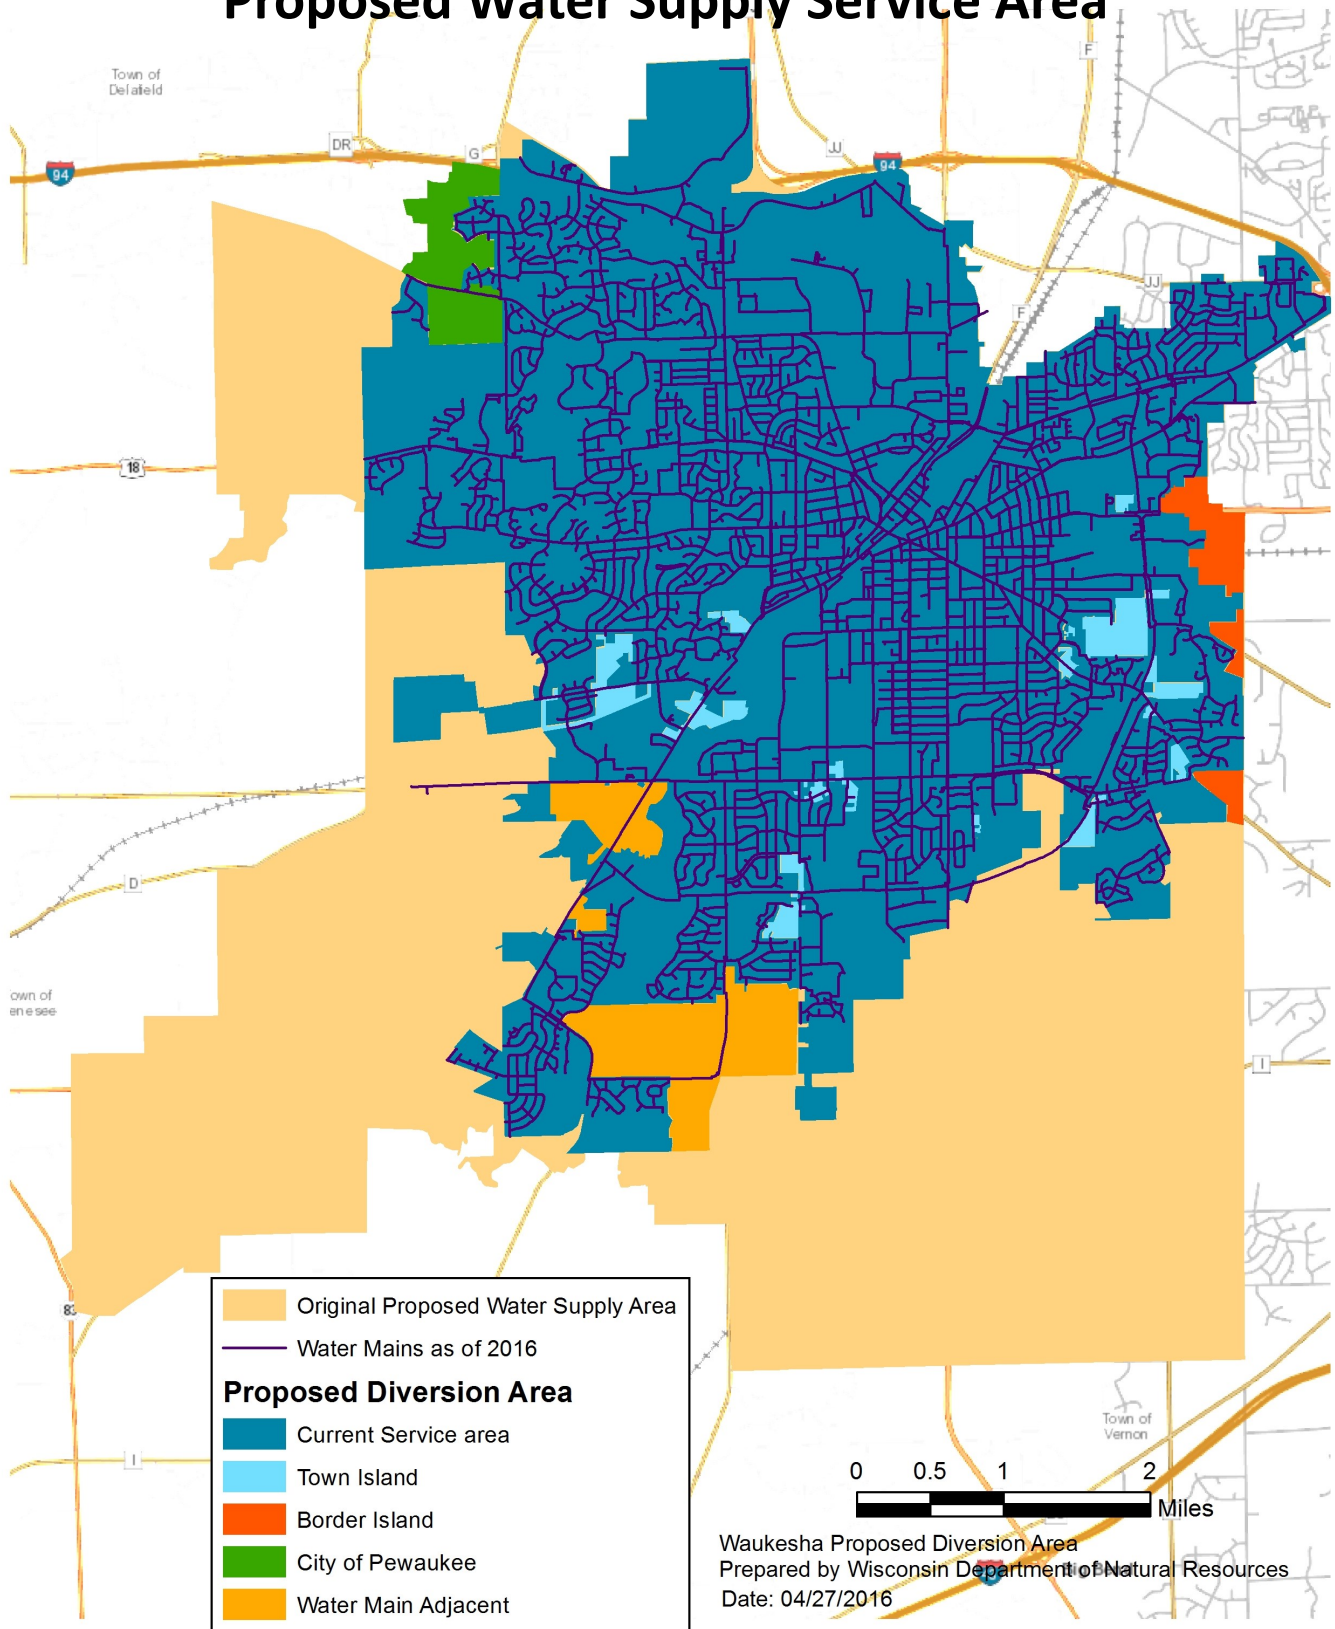 Proposed Water Supply Service Area
Town of
Delafield
F
DR
G
JJ
94
94
JJ
F
18
D
own of
enesee
I
83
Original Proposed Water Supply Area
Water Mains as of 2016
Proposed Diversion Area
Current Service area
Town Island
Border Island
City of Pewaukee
Water Main Adjacent
I
Town of
Vernon
0 0.5 1 2
Miles
Waukesha Proposed Diversion Area
Prepared by Wisconsin Department of Natural Resources
Big Bend
Date: 04/27/2016
I